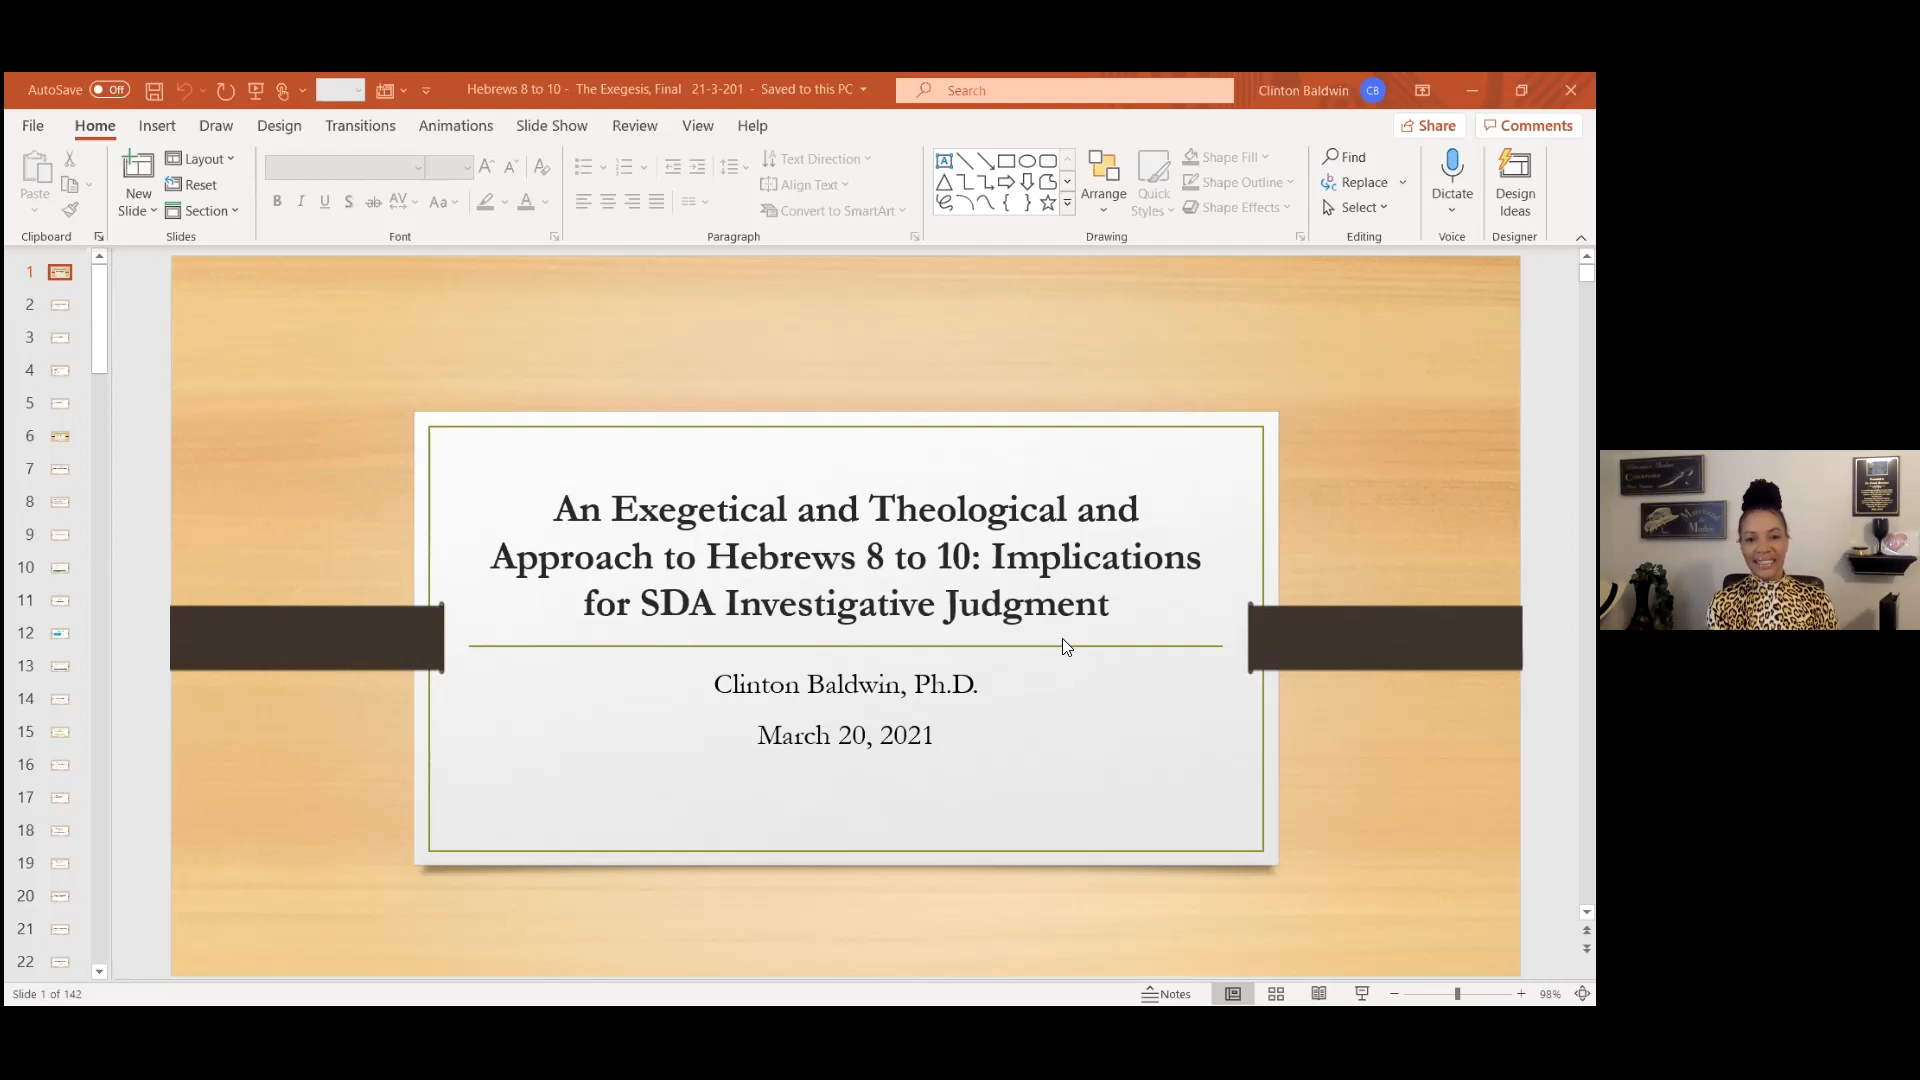 AutoSave Off Hebrews 8 to 10 - The Exegesis, Final 21-3-201 - Saved to this PC Search Clinton Baldwin CB
File Home Insert Draw Design Transitions Animations Slide Show Review View Help Share Comments
Paste
Clipboard
New Slide
Layout
Reset
Section
Slides
B I U S ab AV Aa A
Font
Text Direction
Align Text
Convert to SmartArt
Paragraph
Arrange
Quick Styles
Shape Fill
Shape Outline
Shape Effects
Drawing
Find
Replace
Select
Editing
Dictate
Voice
Design Ideas
Designer
1
2
3
4
5
6
7
8
9
10
11
12
13
14
15
16
17
18
19
20
21
22
An Exegetical and Theological and
Approach to Hebrews 8 to 10: Implications
for SDA Investigative Judgment
Clinton Baldwin, Ph.D.
March 20, 2021
Slide 1 of 142 Notes 98%